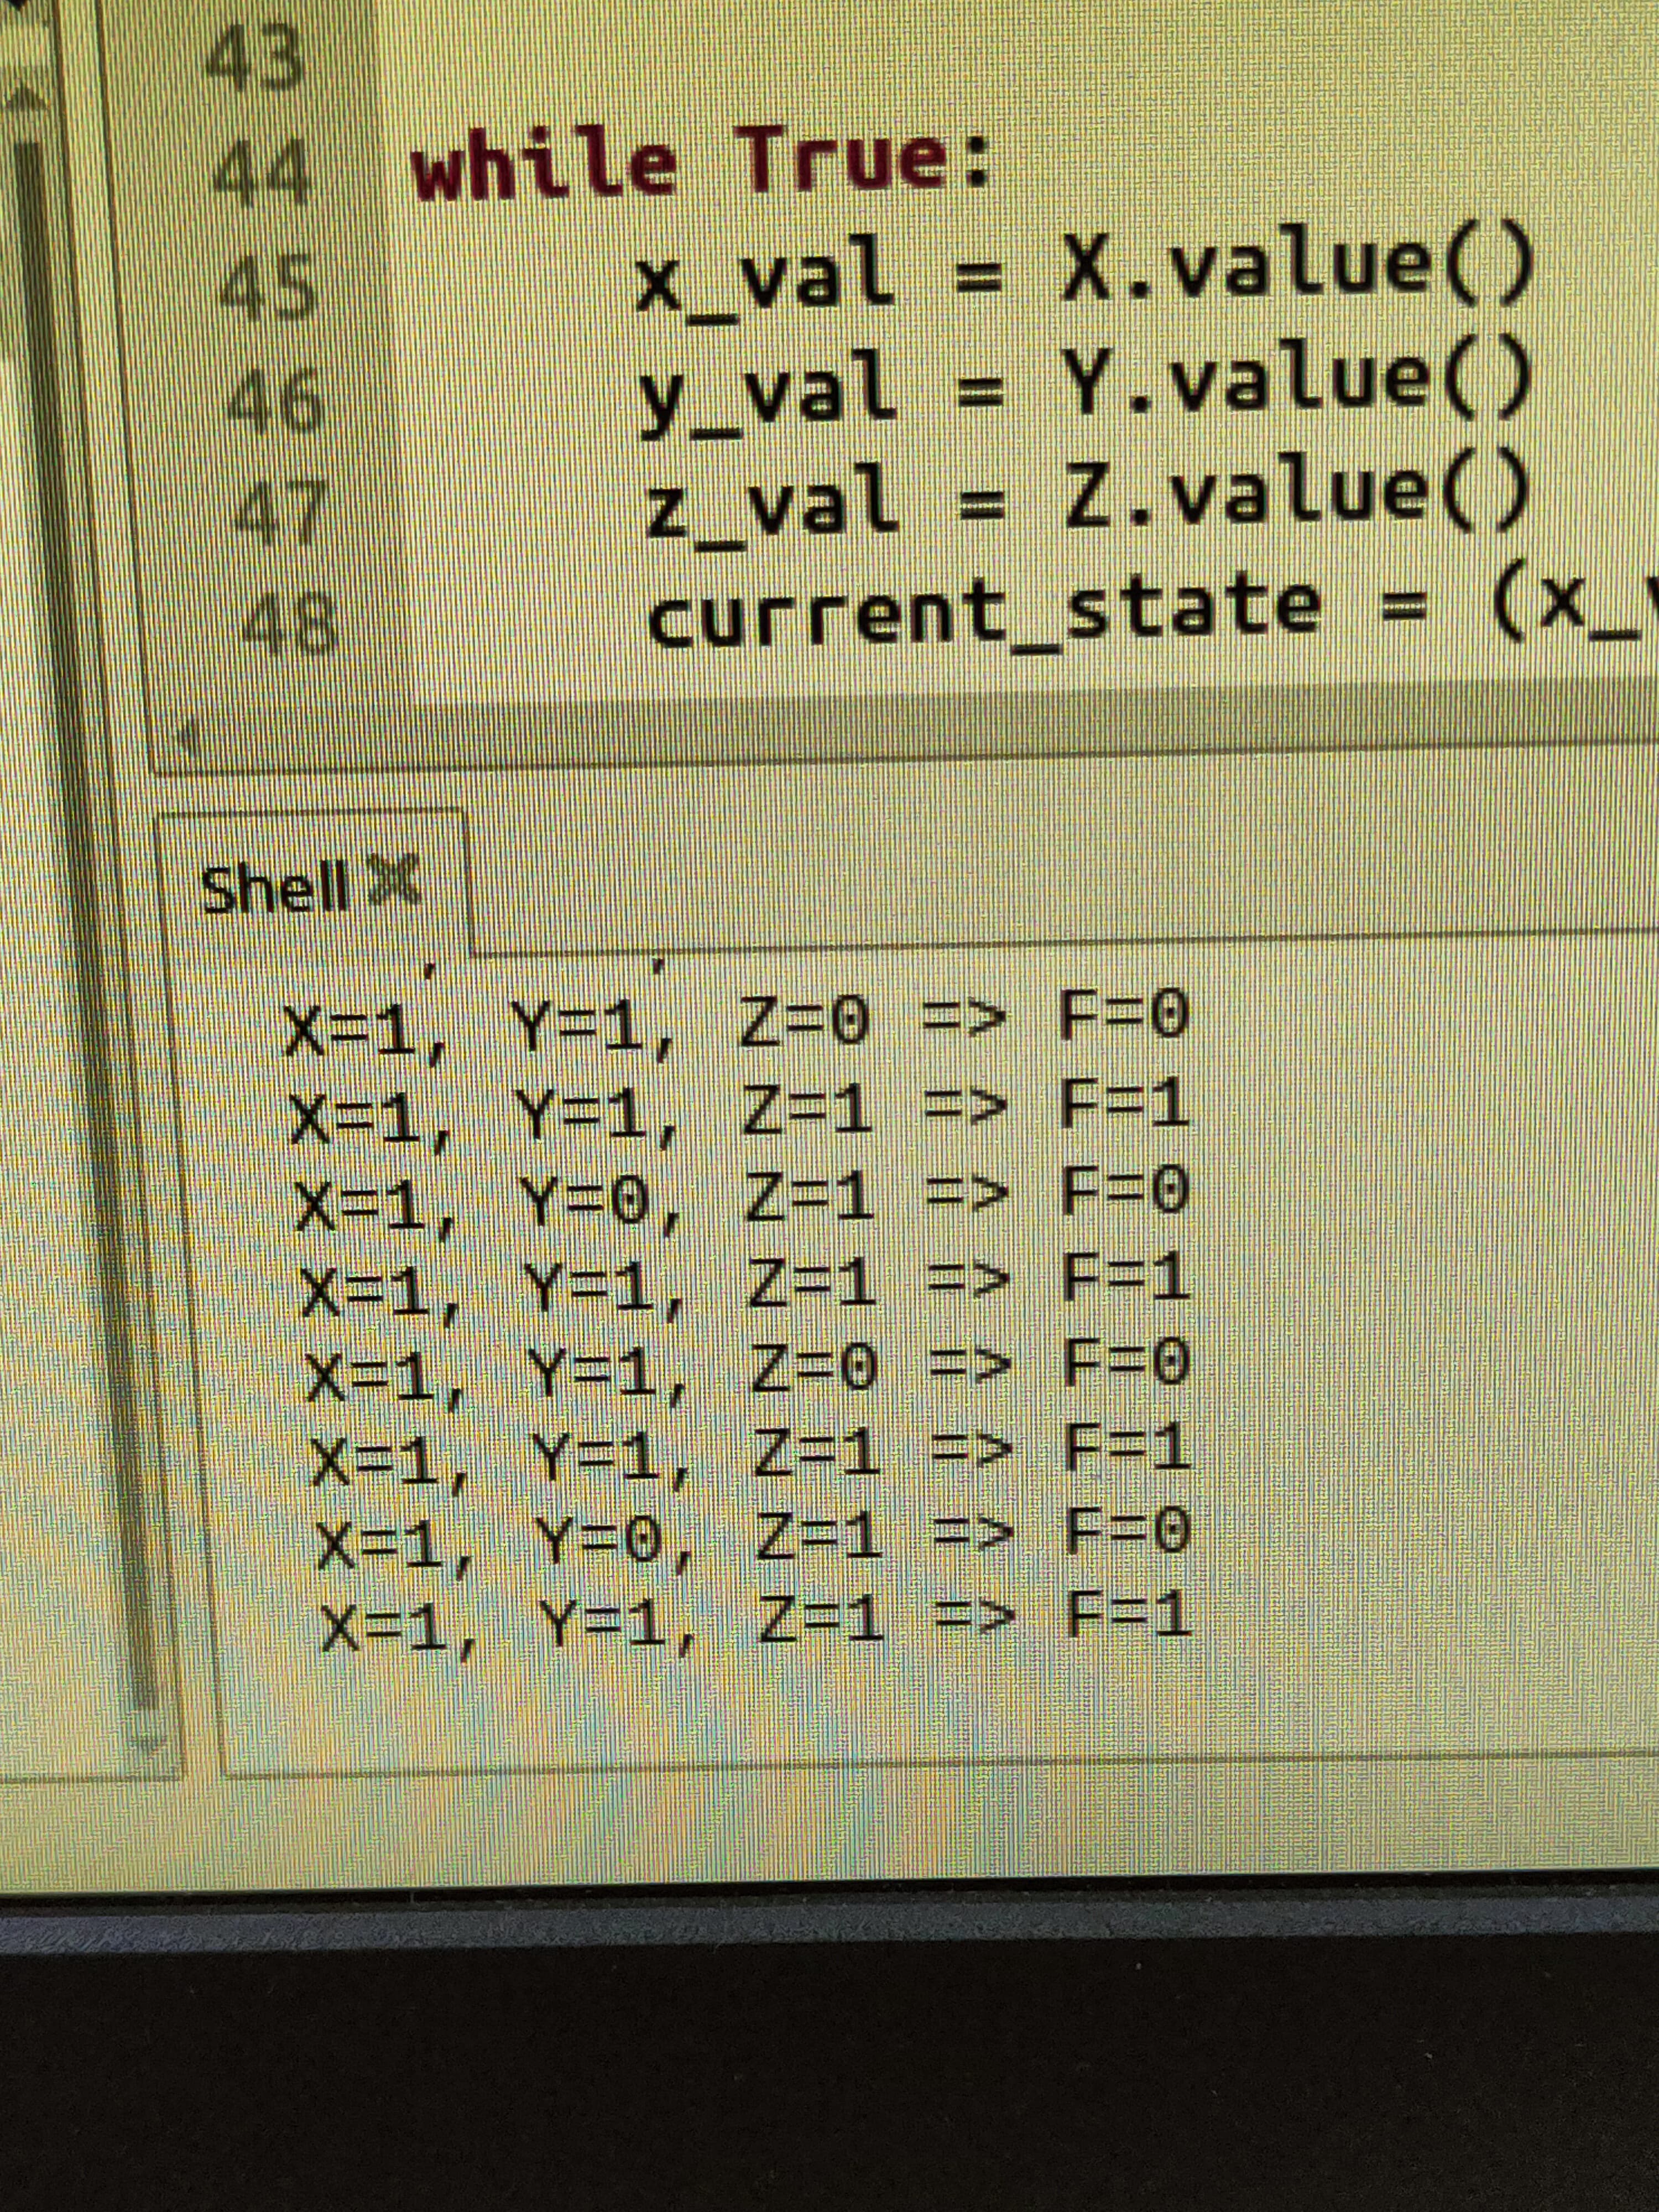 43
44 while True:
45 x_val = X.value()
46 y_val = Y.value()
47 z_val = Z.value()
48 current_state = (x_
Shell
X=1, Y=1, Z=0 => F=0
X=1, Y=1, Z=1 => F=1
X=1, Y=0, Z=1 => F=0
X=1, Y=1, Z=1 => F=1
X=1, Y=1, Z=0 => F=0
X=1, Y=1, Z=1 => F=1
X=1, Y=0, Z=1 => F=0
X=1, Y=1, Z=1 => F=1